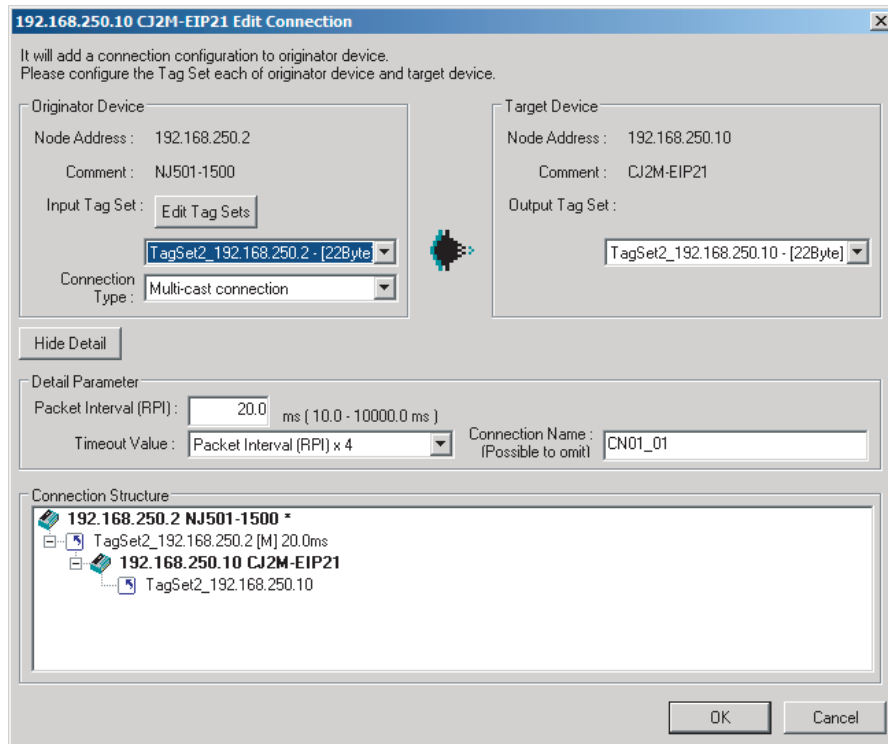 192.168.250.10 CJ2M-EIP21 Edit Connection
It will add a connection configuration to originator device.
Please configure the Tag Set each of originator device and target device.
Originator Device
Node Address : 192.168.250.2
Comment : NJ501-1500
Input Tag Set : Edit Tag Sets
TagSet2_192.168.250.2 - [22Byte]
Connection
Type : Multi-cast connection
Target Device
Node Address : 192.168.250.10
Comment : CJ2M-EIP21
Output Tag Set :
TagSet2_192.168.250.10 - [22Byte]
Hide Detail
Detail Parameter
Packet Interval (RPI) : 20.0 ms ( 10.0 - 10000.0 ms )
Timeout Value : Packet Interval (RPI) x 4
Connection Name :
(Possible to omit) CN01_01
Connection Structure
192.168.250.2 NJ501-1500 *
TagSet2_192.168.250.2 [M] 20.0ms
192.168.250.10 CJ2M-EIP21
TagSet2_192.168.250.10
OK Cancel